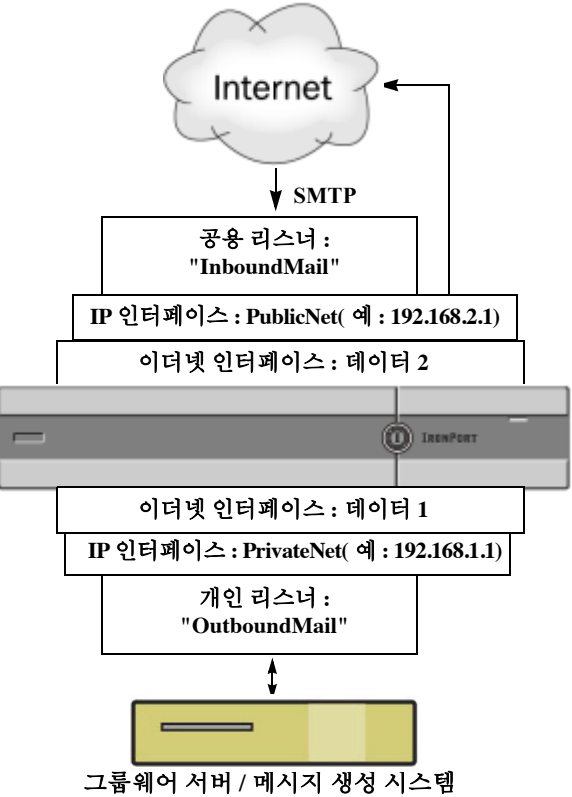 Internet
SMTP
공용 리스너 :
"InboundMail"
IP 인터페이스 : PublicNet( 예 : 192.168.2.1)
이더넷 인터페이스 : 데이터 2
IRONPORT
이더넷 인터페이스 : 데이터 1
IP 인터페이스 : PrivateNet( 예 : 192.168.1.1)
개인 리스너 :
"OutboundMail"
그룹웨어 서버 / 메시지 생성 시스템